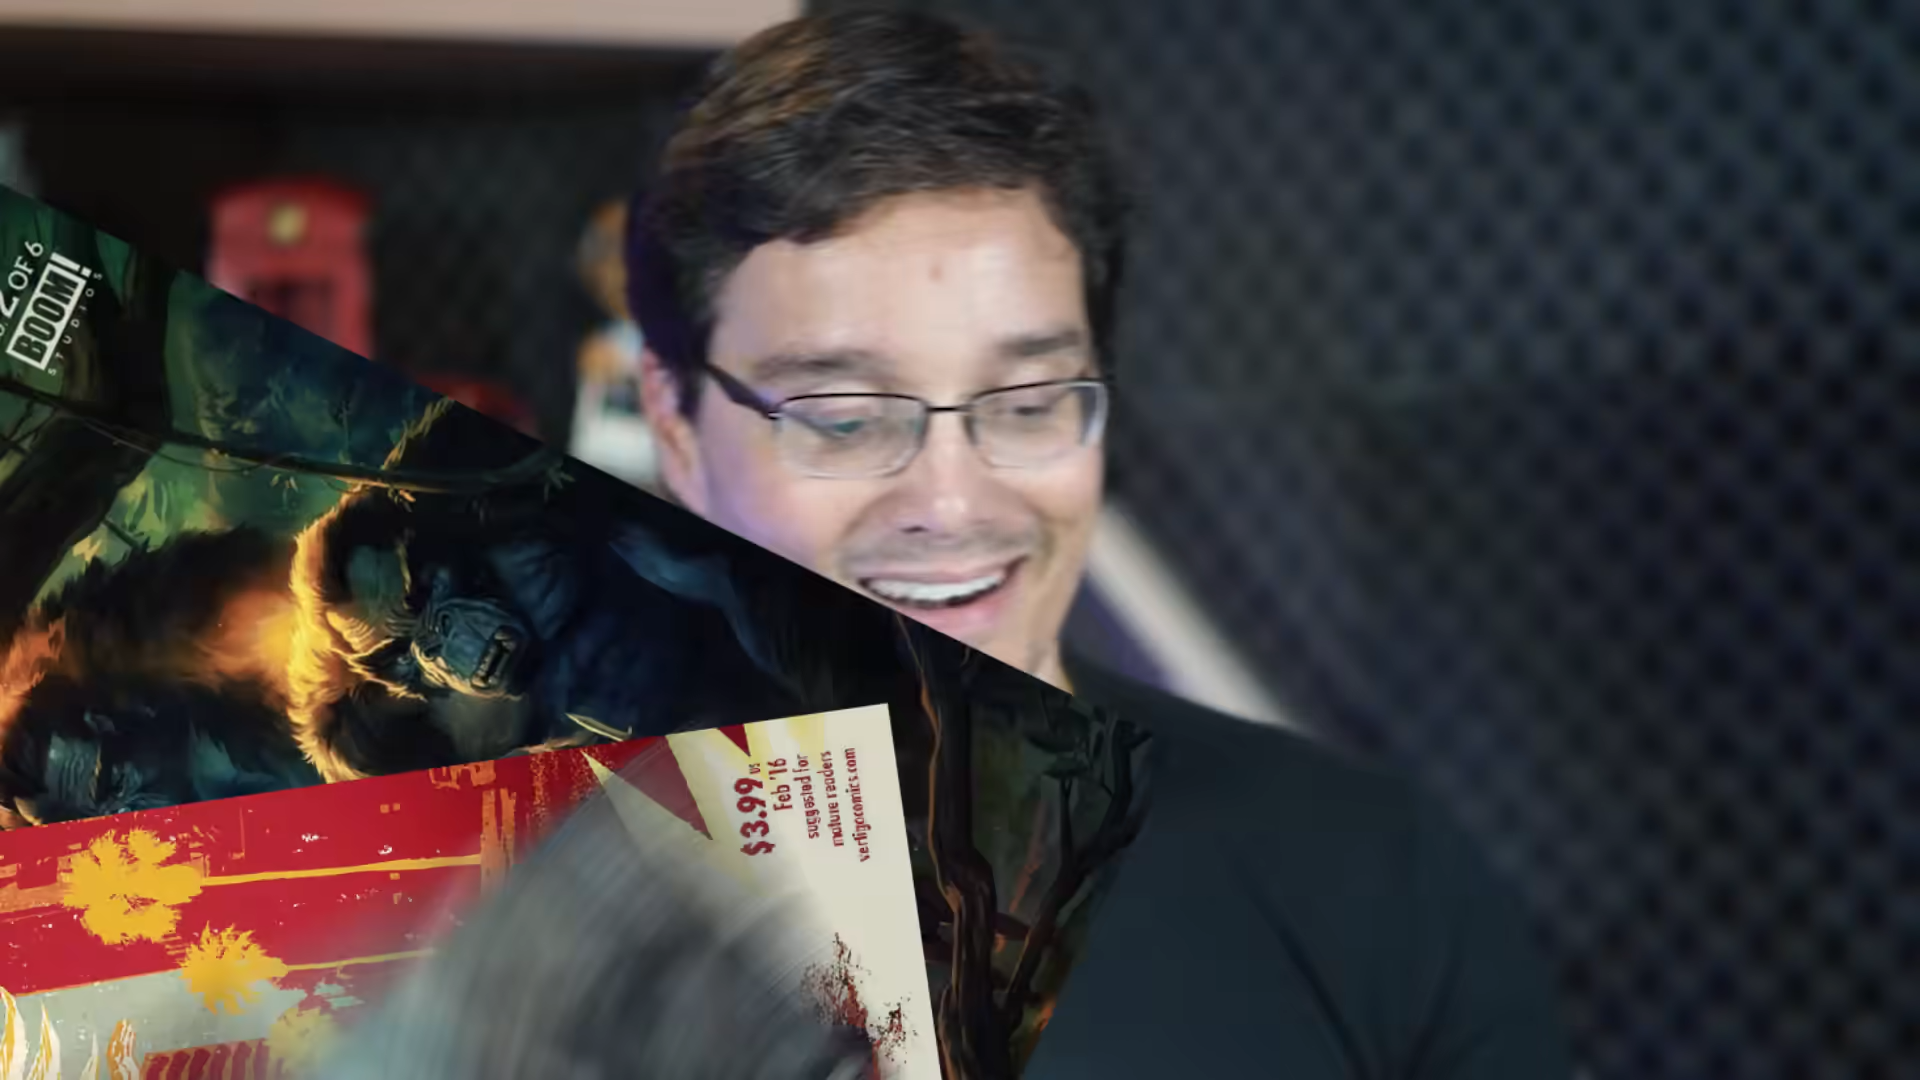 2 OF 6
BOOM!
STUDIOS
$3.99 US
Feb '16
suggested for
mature readers
vertigocomics.com